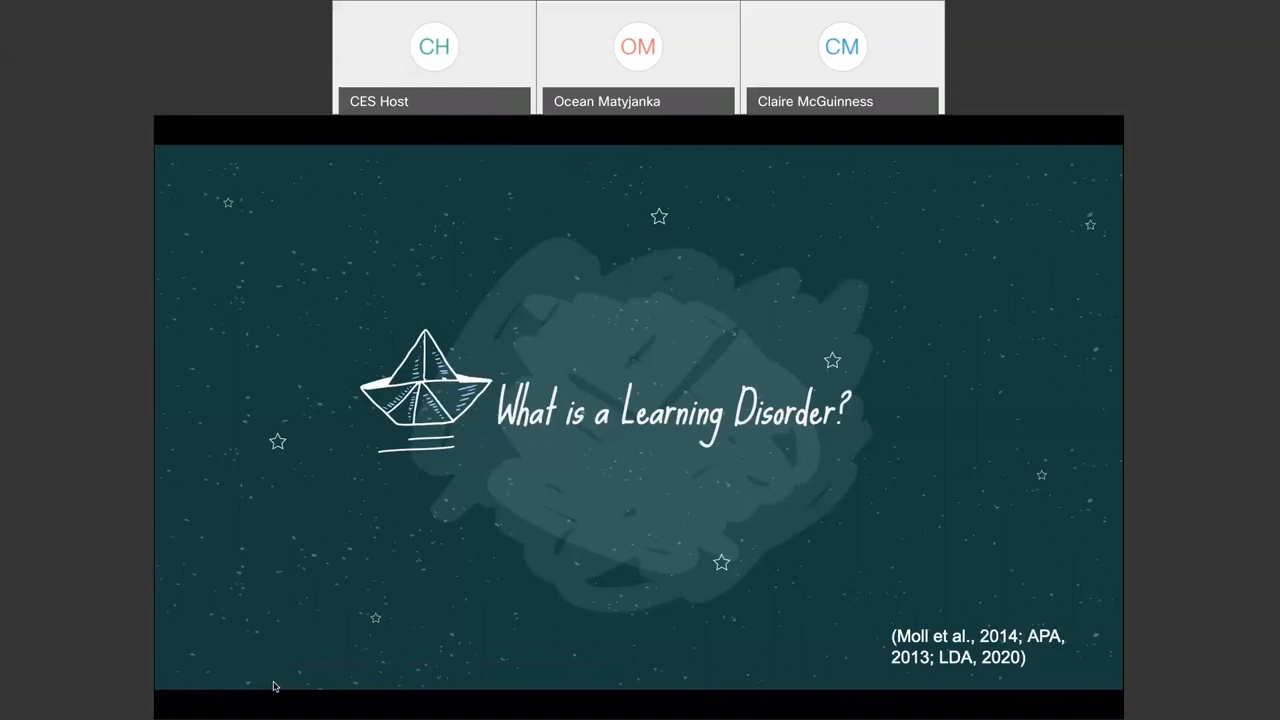 CH
OM
CM
CES Host
Ocean Matyjanka
Claire McGuinness
What is a Learning Disorder?
(Moll et al., 2014; APA,
2013; LDA, 2020)